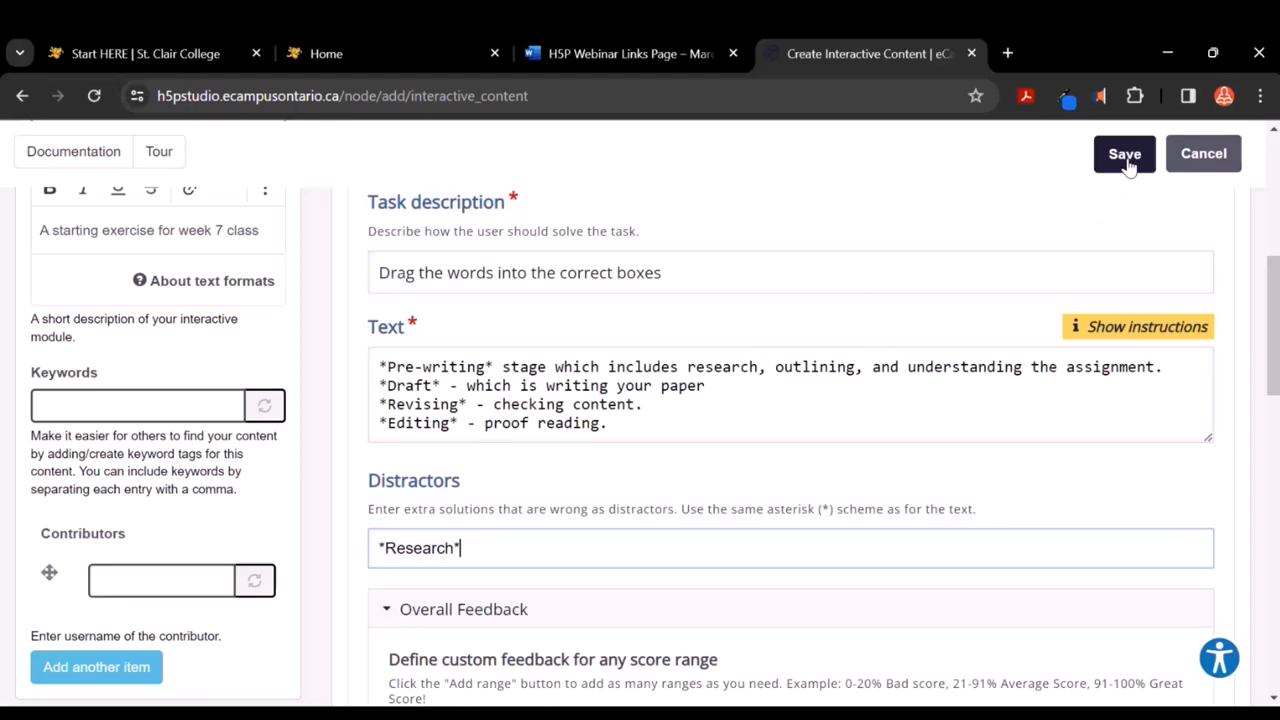 Start HERE | St. Clair College
Home
H5P Webinar Links Page – Mar
Create Interactive Content | eCa
h5pstudio.ecampusontario.ca/node/add/interactive_content
Documentation
Tour
Save
Cancel
B I U S
A starting exercise for week 7 class
About text formats
A short description of your interactive
module.
Keywords
Make it easier for others to find your content
by adding/create keyword tags for this
content. You can include keywords by
separating each entry with a comma.
Contributors
Enter username of the contributor.
Add another item
Task description *
Describe how the user should solve the task.
Drag the words into the correct boxes
Text *
Show instructions
*Pre-writing* stage which includes research, outlining, and understanding the assignment.
*Draft* - which is writing your paper
*Revising* - checking content.
*Editing* - proof reading.
Distractors
Enter extra solutions that are wrong as distractors. Use the same asterisk (*) scheme as for the text.
*Research*
Overall Feedback
Define custom feedback for any score range
Click the "Add range" button to add as many ranges as you need. Example: 0-20% Bad score, 21-91% Average Score, 91-100% Great
Score!